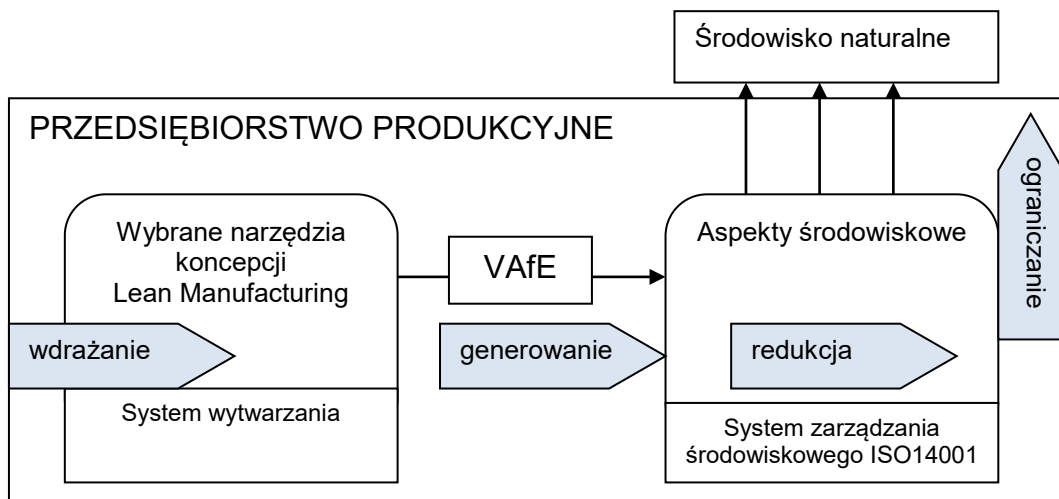 Środowisko naturalne
PRZEDSIĘBIORSTWO PRODUKCYJNE
ograniczanie
Wybrane narzędzia
koncepcji
Lean Manufacturing
VAfE
Aspekty środowiskowe
wdrażanie
generowanie
redukcja
System wytwarzania
System zarządzania
środowiskowego ISO14001